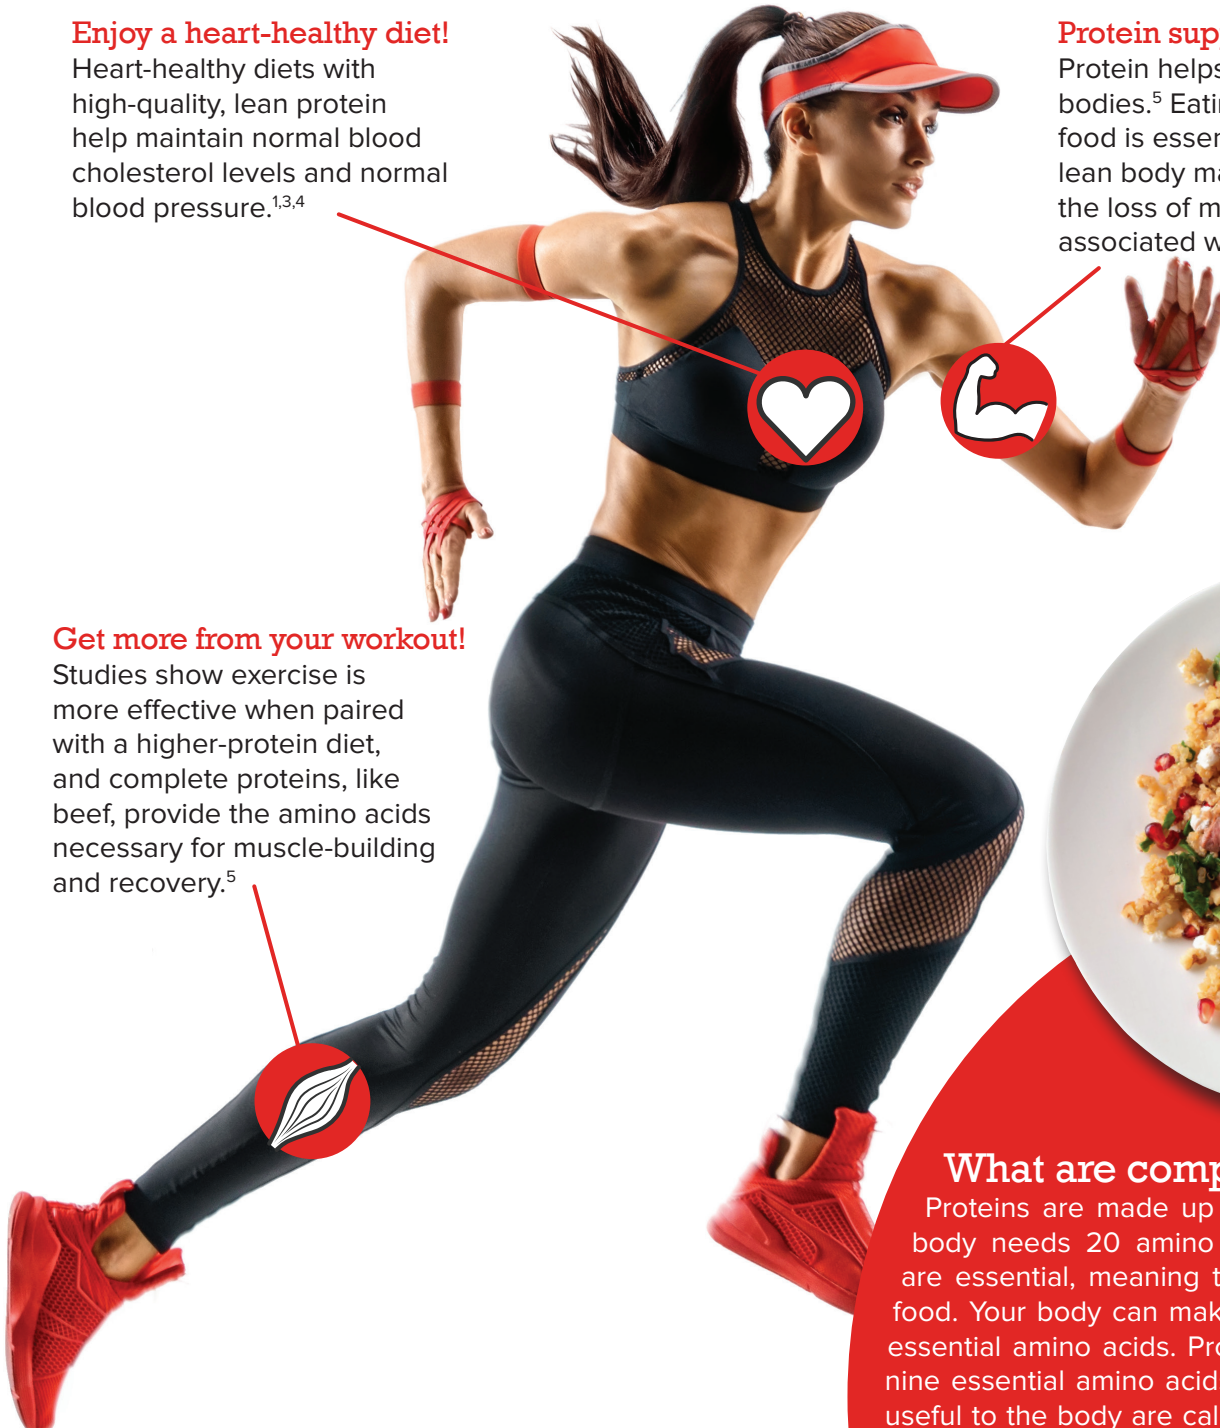 Enjoy a heart-healthy diet!
Heart-healthy diets with
high-quality, lean protein
help maintain normal blood
cholesterol levels and normal
blood pressure.1,3,4
Protein sup
Protein helps
bodies.5 Eatin
food is essen
lean body ma
the loss of m
associated w
Get more from your workout!
Studies show exercise is
more effective when paired
with a higher-protein diet,
and complete proteins, like
beef, provide the amino acids
necessary for muscle-building
and recovery.5
What are comp
Proteins are made up
body needs 20 amino
are essential, meaning t
food. Your body can mak
essential amino acids. Pro
nine essential amino acid
useful to the body are cal